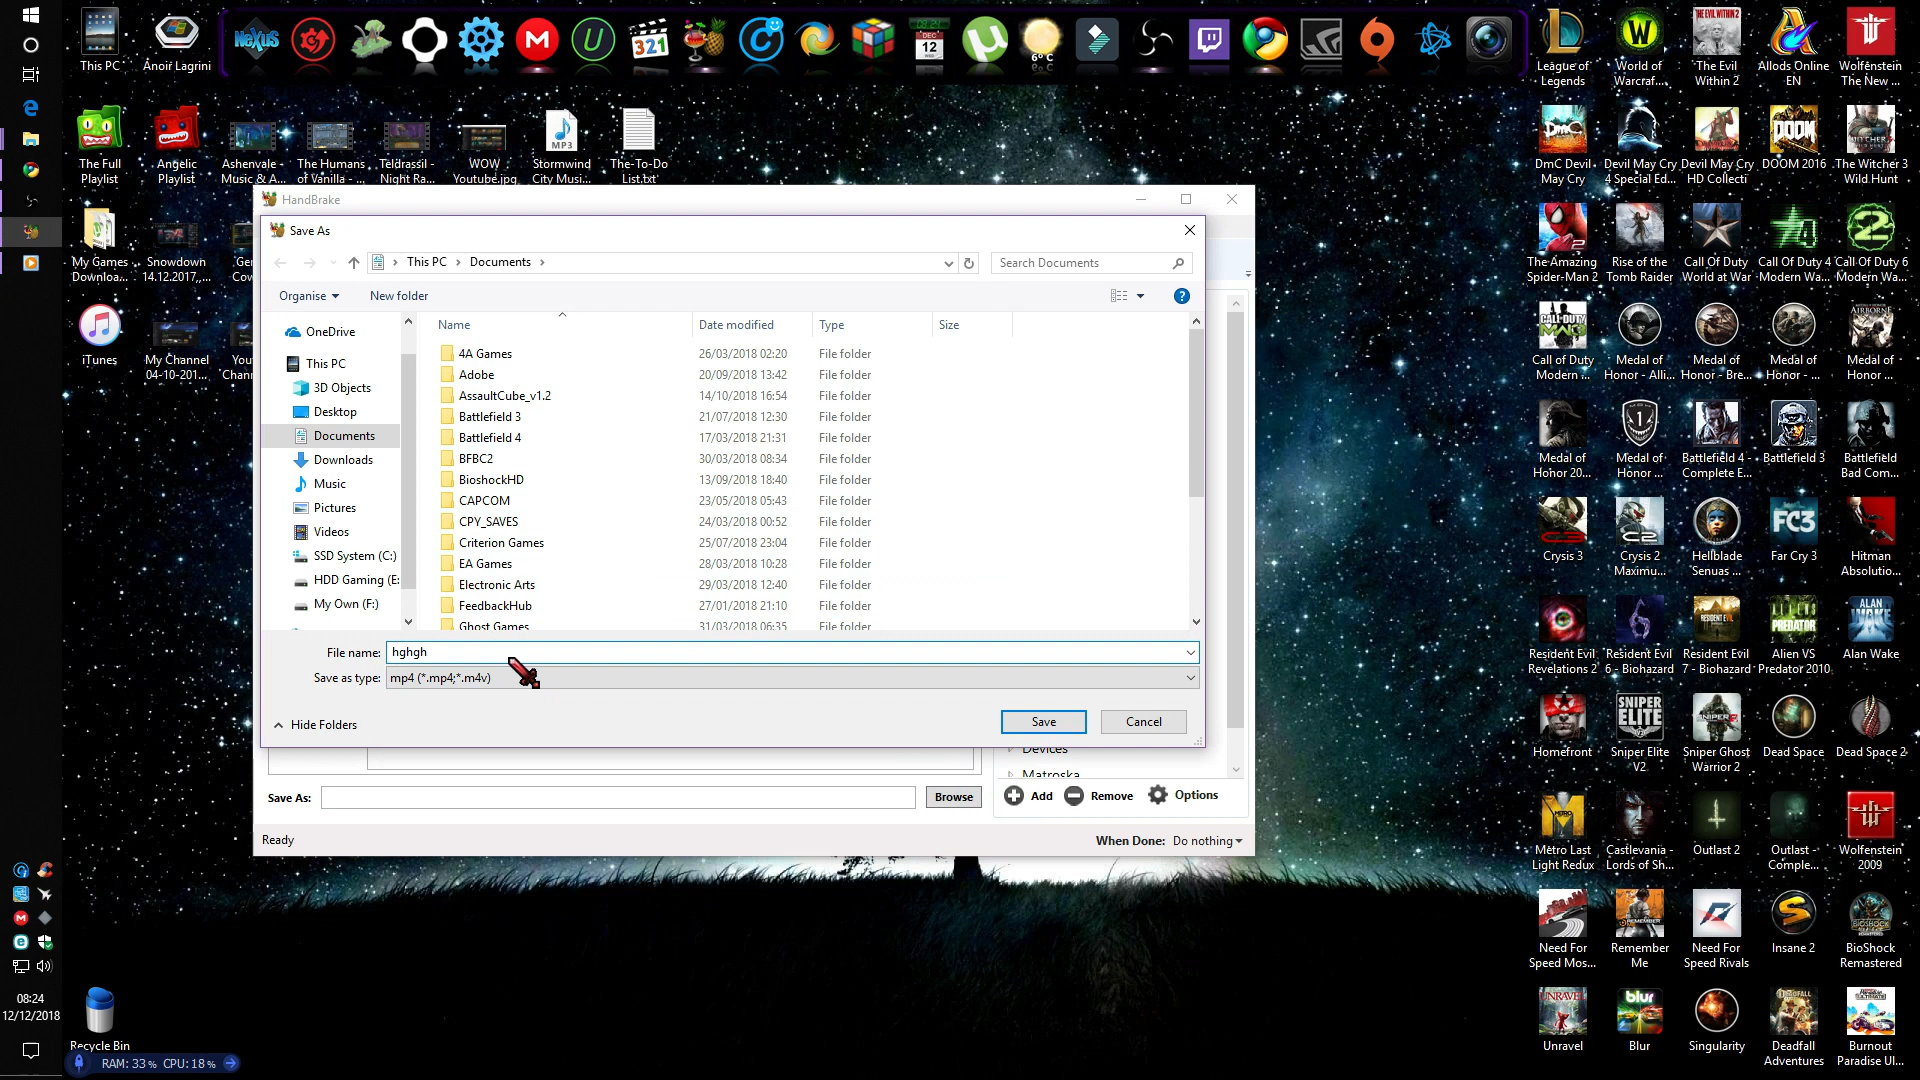 This PC
Anoir Lagrini
321
DEC
12
6° C
League of
Legends
World of
Warcraf...
The Evil
Within 2
Allods Online
EN
Wolfenstein
The New ...
The Full
Playlist
Angelic
Playlist
Ashenvale -
Music & A...
The Humans
of Vanilla - ...
Teldrassil -
Night Ra...
WOW
Youtube.jpg
MP3
Stormwind
City Musi...
The-To-Do
List.txt
DmC Devil
May Cry
Devil May Cry
4 Special Ed...
Devil May Cry
HD Collecti
DOOM 2016
The Witcher 3
Wild Hunt
My Games
Downloa...
Snowdown
14.12.2017,...
Ger
Cov
The Amazing
Spider-Man 2
Rise of the
Tomb Raider
Call Of Duty
World at War
Call Of Duty 4
Modern Wa...
Call Of Duty 6
Modern Wa...
iTunes
My Channel
04-10-201...
You
Chann
Call of Duty
Modern ...
Medal of
Honor - Alli...
Medal of
Honor - Bre...
Medal of
Honor - ...
Medal of
Honor ...
HandBrake
Save As
This PC
Documents
Search Documents
Organise
New folder
OneDrive
This PC
3D Objects
Desktop
Documents
Downloads
Music
Pictures
Videos
SSD System (C:)
HDD Gaming (E:
My Own (F:)
Name
Date modified
Type
Size
4A Games 26/03/2018 02:20 File folder
Adobe 20/09/2018 13:42 File folder
AssaultCube_v1.2 14/10/2018 16:54 File folder
Battlefield 3 21/07/2018 12:30 File folder
Battlefield 4 17/03/2018 21:31 File folder
BFBC2 30/03/2018 08:34 File folder
BioshockHD 13/09/2018 18:40 File folder
CAPCOM 23/05/2018 05:43 File folder
CPY_SAVES 24/03/2018 00:52 File folder
Criterion Games 25/07/2018 23:04 File folder
EA Games 28/03/2018 10:28 File folder
Electronic Arts 29/03/2018 12:40 File folder
FeedbackHub 27/01/2018 21:10 File folder
Ghost Games 31/03/2018 06:35 File folder
File name: hghgh
Save as type: mp4 (*.mp4;*.m4v)
Hide Folders
Save
Cancel
Devices
Matroska
Save As:
Browse
Add
Remove
Options
Ready
When Done: Do nothing
Medal of
Honor 20...
Medal of
Honor ...
Battlefield 4 -
Complete E...
Battlefield 3
Battlefield
Bad Com...
Crysis 3
Crysis 2
Maximu...
Hellblade
Senuas ...
FC3
Far Cry 3
Hitman
Absolutio...
Resident Evil
Revelations 2
Resident Evil
6 - Biohazard
Resident Evil
7 - Biohazard
Alien VS
Predator 2010
Alan Wake
Homefront
Sniper Elite
V2
Sniper Ghost
Warrior 2
Dead Space
Dead Space 2
Metro Last
Light Redux
Castlevania -
Lords of Sh...
Outlast 2
Outlast -
Comple...
Wolfenstein
2009
Need For
Speed Mos...
Remember
Me
Need For
Speed Rivals
Insane 2
BioShock
Remastered
Unravel
Blur
Singularity
Deadfall
Adventures
Burnout
Paradise Ul...
08:24
12/12/2018
Recycle Bin
RAM: 33% CPU: 18%